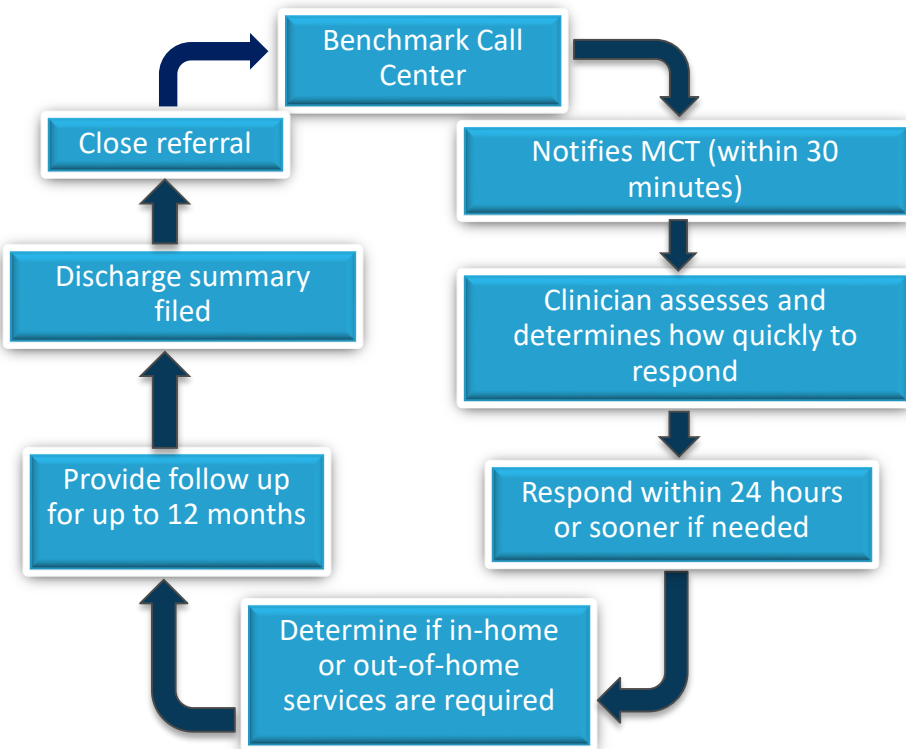 Benchmark Call
Center
Notifies MCT (within 30
minutes)
Clinician assesses and
determines how quickly to
respond
Respond within 24 hours
or sooner if needed
Determine if in-home
or out-of-home
services are required
Provide follow up
for up to 12 months
Discharge summary
filed
Close referral